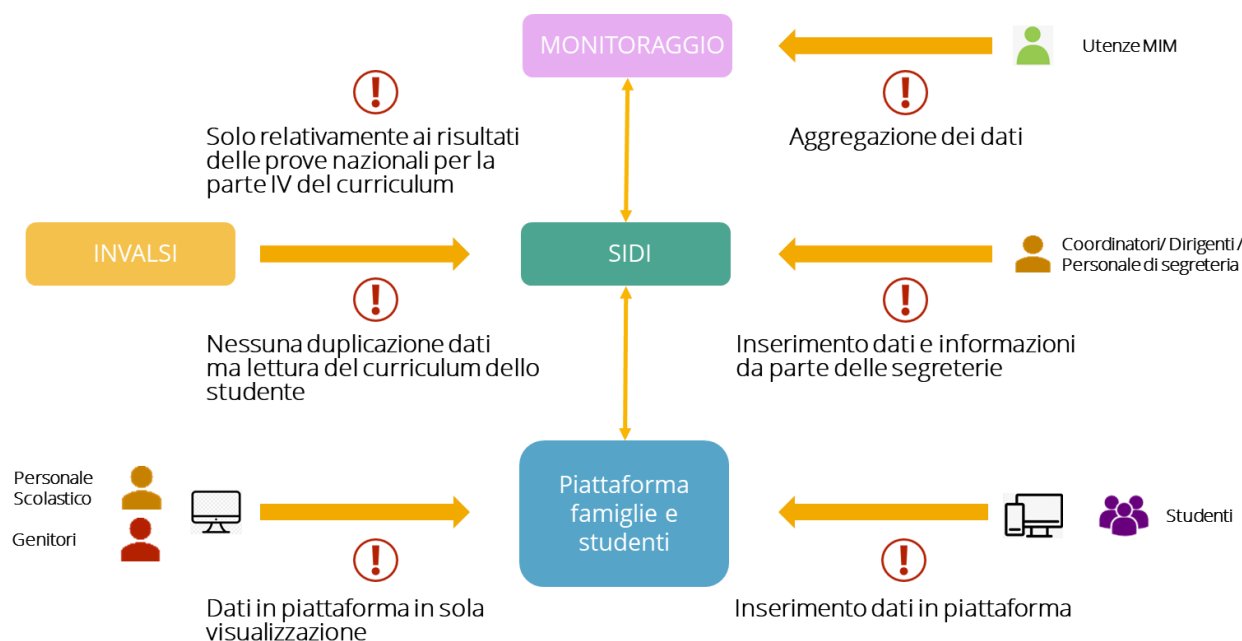 MONITORAGGIO
Utenze MIM
Solo relativamente ai risultati
delle prove nazionali per la
parte IV del curriculum
Aggregazione dei dati
INVALSI
SIDI
Coordinatori/ Dirigenti /
Personale di segreteria
Nessuna duplicazione dati
ma lettura del curriculum dello
studente
Inserimento dati e informazioni
da parte delle segreterie
Personale
Scolastico
Genitori
Piattaforma
famiglie e
studenti
Studenti
Dati in piattaforma in sola
visualizzazione
Inserimento dati in piattaforma